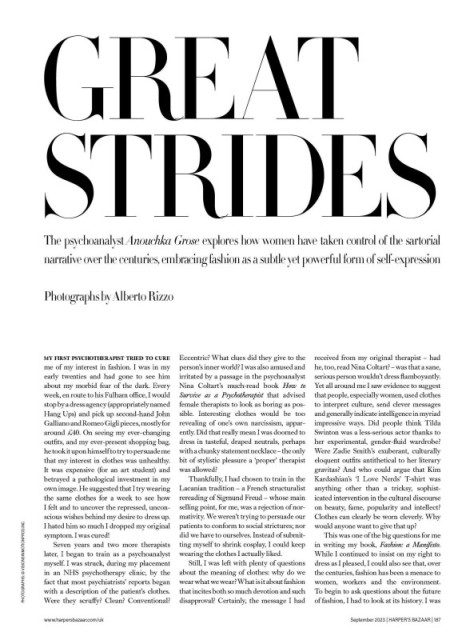 GREAT
STRIDES
The psychoanalyst Anouchka Grose explores how women have taken control of the sartorial
narrative over the centuries, embracing fashion as a subtle yet powerful form of self-expression
Photographs by Alberto Rizzo
MY FIRST PSYCHOTHERAPIST TRIED TO CURE
me of my interest in clothes. I was in my
early twenties and had gone to see him
about my morbid fear of the dark. Every
week, en route to his Fulham office, I would
stop by a dress agency (appropriately named
Hang Ups) and pick up second-hand John
Galliano and Romeo Gigli pieces, mostly for
around £40. On seeing my ever-changing
outfits, and my ever-present shopping bag,
he took it upon himself to try to persuade me
that my interest in clothes was unhealthy.
It was expensive (for an art student) and
betrayed a pathological investment in my
own image. He suggested that I try wearing
the same clothes for a week to see how
I felt and to uncover the repressed, uncon-
scious wishes behind my desire to dress up.
I hated him so much I dropped my original
symptom. I was cured!
Seven years and two more therapists
later, I began to train as a psychoanalyst
myself. I was struck, during my placement
in an NHS psychotherapy clinic, by the
fact that most psychiatrists' reports began
with a description of the patient's clothes.
Were they scruffy? Clean? Conventional?
Eccentric? What clues did they give to the
person's inner world? I was also amused and
irritated by a passage in the psychoanalyst
Nina Coltart's much-read book How to
Survive as a Psychotherapist that advised
female therapists to look as boring as pos-
sible. Interesting clothes would be too
revealing of one's own narcissism, appar-
ently. Did that really mean I was doomed to
dress in tasteful, draped neutrals, perhaps
with a chunky statement necklace – the only
bit of stylistic pleasure a 'proper' therapist
was allowed?
Thankfully, I had chosen to train in the
Lacanian tradition – a French structuralist
rereading of Sigmund Freud – whose main
selling point, for me, was a rejection of nor-
mativity. We weren't trying to persuade our
patients to conform to social strictures; nor
did we have to ourselves. Instead of submit-
ting myself to shrink cosplay, I could keep
wearing the clothes I actually liked.
Still, I was left with plenty of questions
about the meaning of clothes: why do we
wear what we wear? What is it about fashion
that incites both so much devotion and such
disapproval? Certainly, the message I had
received from my original therapist – had
he, too, read Nina Coltart? – was that a sane,
serious person wouldn't dress flamboyantly.
Yet all around me I saw evidence to suggest
that people, especially women, used clothes
to interpret culture, send clever messages
and generally indicate intelligence in myriad
impressive ways. Did people think Tilda
Swinton was a less-serious actor thanks to
her experimental, gender-fluid wardrobe?
Were Zadie Smith's exuberant, culturally
eloquent outfits antithetical to her literary
gravitas? And who could argue that Kim
Kardashian's 'I Love Nerds' T-shirt was
anything other than a tricksy, sophist-
icated intervention in the cultural discourse
on beauty, fame, popularity and intellect?
Clothes can clearly be worn cleverly. Why
would anyone want to give that up?
This was one of the big questions for me
in writing my book, Fashion: a Manifesto.
While I continued to insist on my right to
dress as I pleased, I could also see that, over
the centuries, fashion has been a menace to
women, workers and the environment.
To begin to ask questions about the future
of fashion, I had to look at its history. I was
www.harpersbazaar.com/uk
September 2023 | HARPER'S BAZAAR | 197